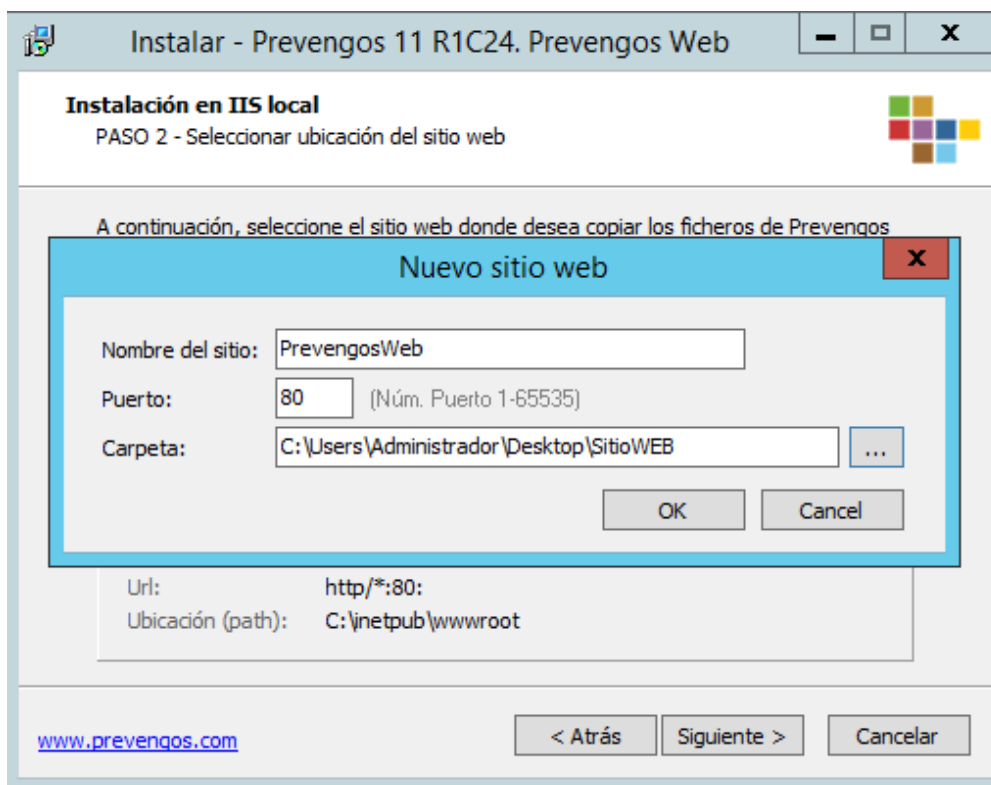 Instalar - Prevengos 11 R1C24. Prevengos Web
Instalación en IIS local
PASO 2 - Seleccionar ubicación del sitio web
A continuación, seleccione el sitio web donde desea copiar los ficheros de Prevengos
Nuevo sitio web
Nombre del sitio: PrevengosWeb
Puerto: 80 (Núm. Puerto 1-65535)
Carpeta: C:\Users\Administrador\Desktop\SitioWEB ...
OK Cancel
Url: http/*:80:
Ubicación (path): C:\inetpub\wwwroot
www.prevengos.com < Atrás Siguiente > Cancelar